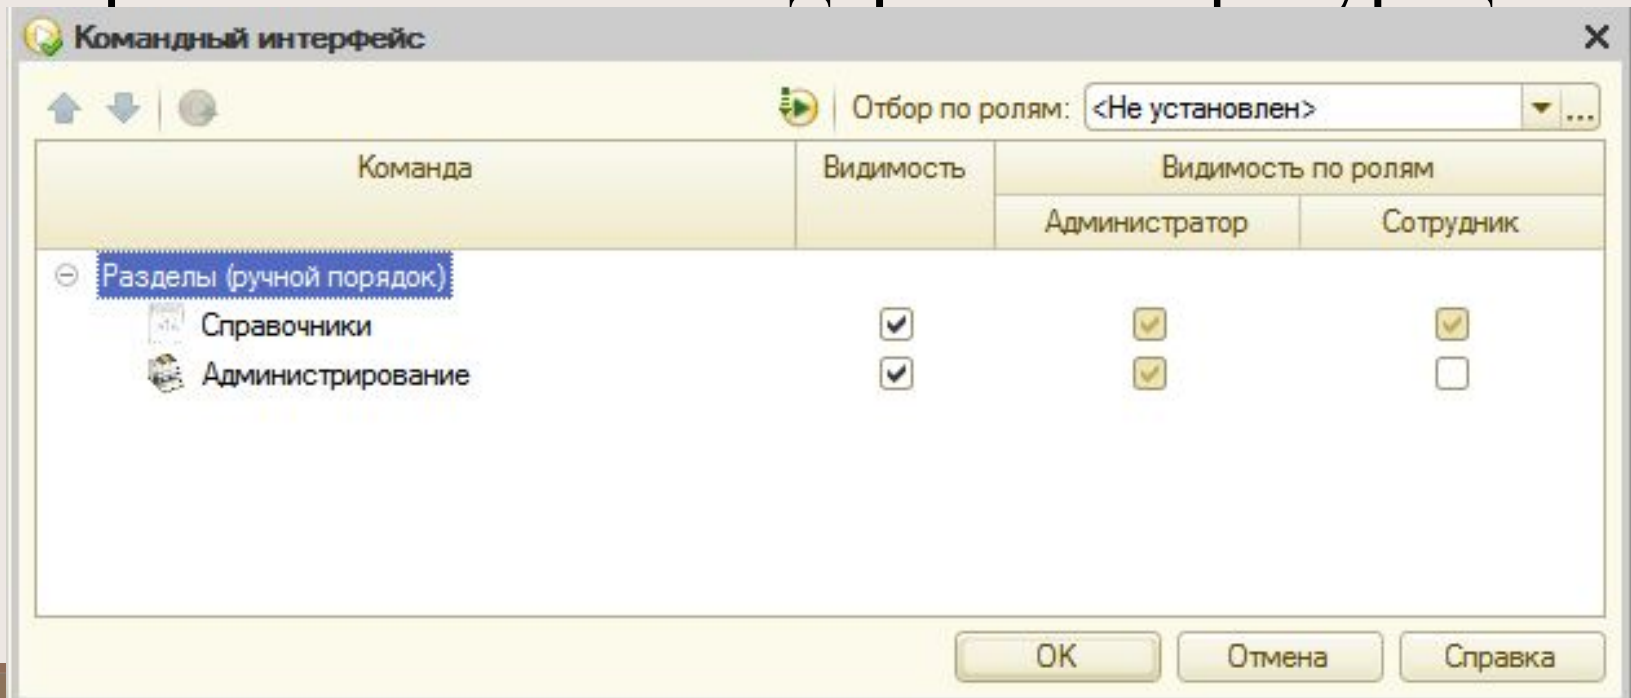 Командный интерфейс
Отбор по ролям: <Не установлен>
Команда Видимость Видимость по ролям
Администратор Сотрудник
Разделы (ручной порядок)
Справочники
Администрирование
OK Отмена Справка